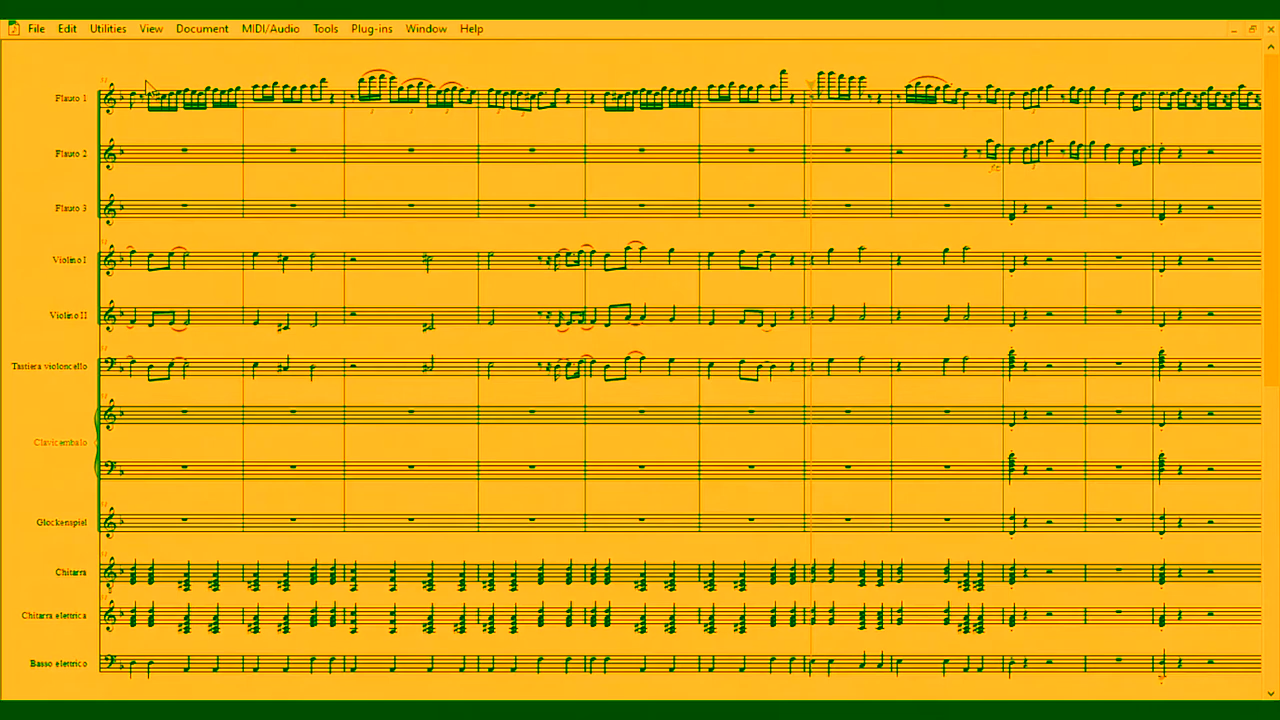 File Edit Utilities View Document MIDI/Audio Tools Plug-ins Window Help
Flauto 1
Flauto 2
Flauto 3
Violino I
Violino II
Tastiera violoncello
Clavicembalo
Glockenspiel
Chitarra
Chitarra elettrica
Basso elettrico